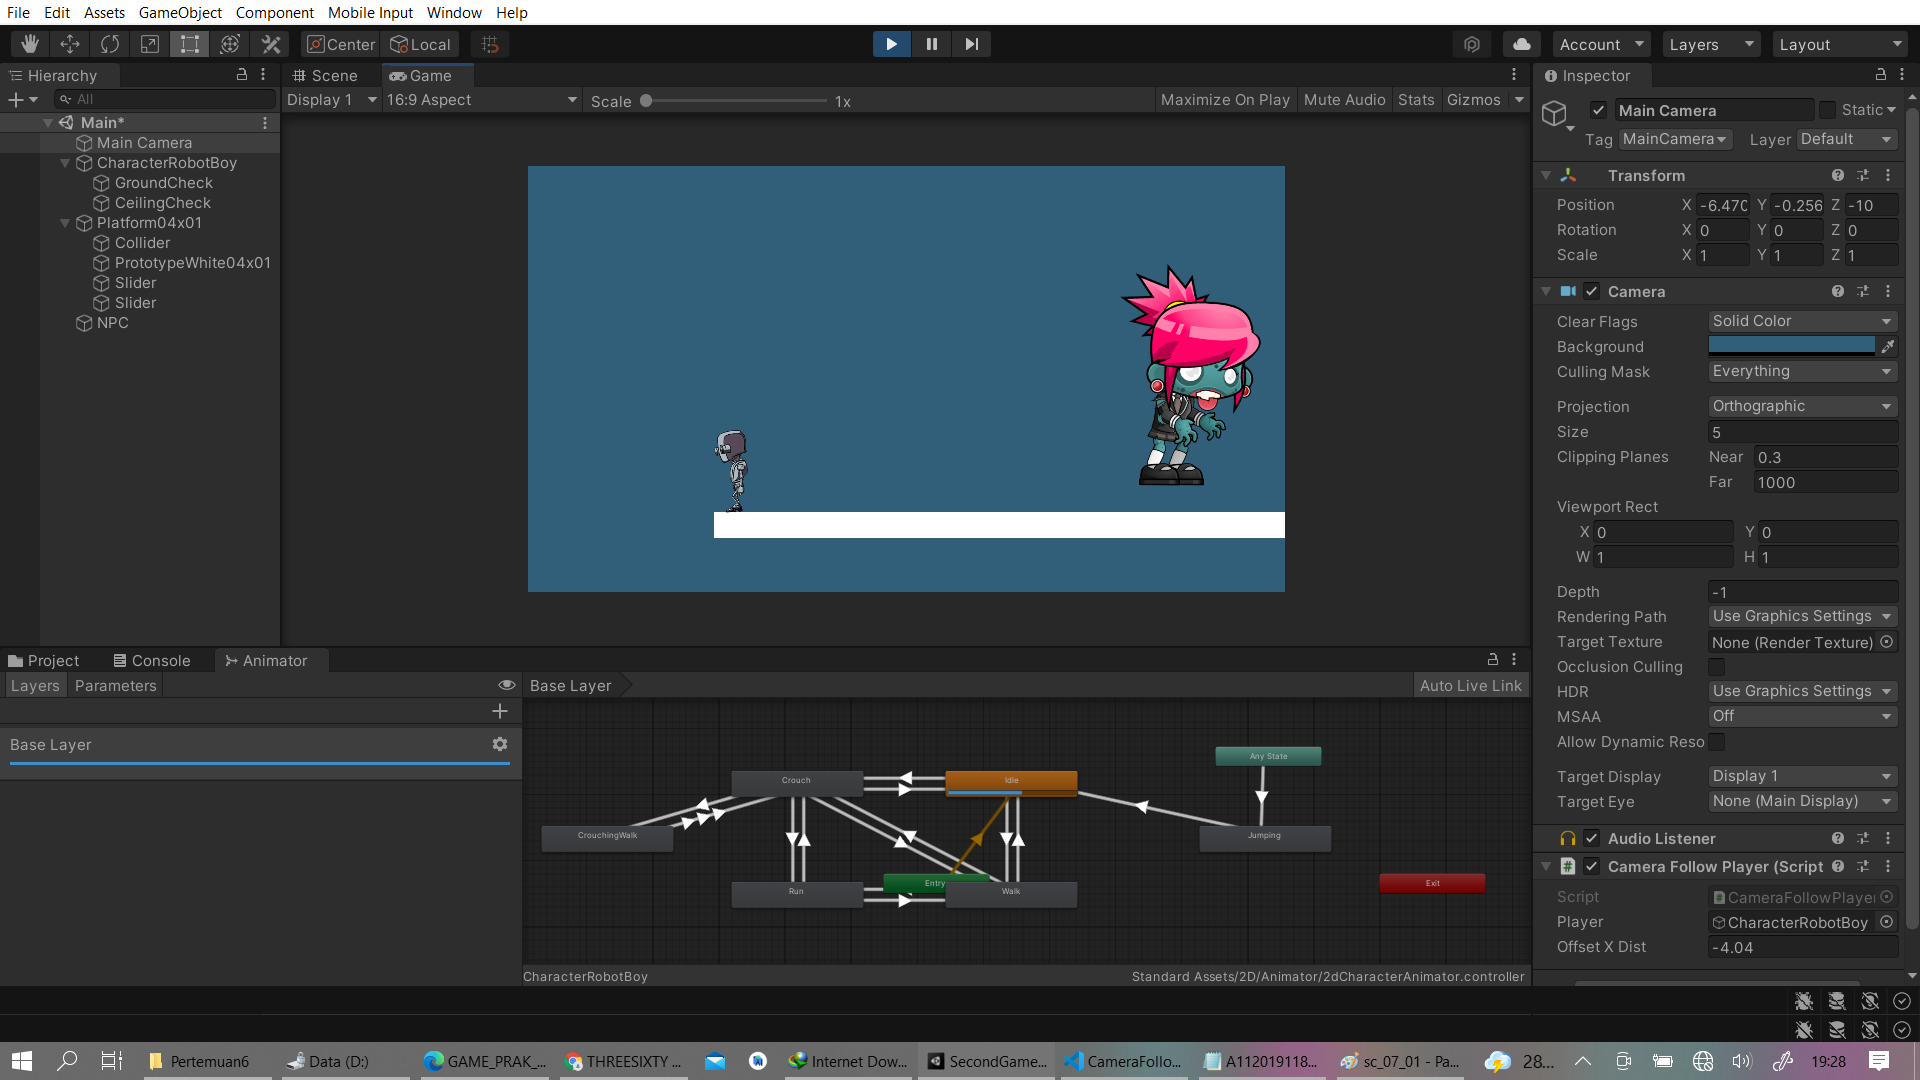 File Edit Assets GameObject Component Mobile Input Window Help
Center Local Account Layers Layout
Hierarchy Scene Game Inspector
All Display 1 16:9 Aspect Scale 1x Maximize On Play Mute Audio Stats Gizmos
Main*
Main Camera
CharacterRobotBoy
GroundCheck
CeilingCheck
Platform04x01
Collider
PrototypeWhite04x01
Slider
Slider
NPC
Main Camera Static
Tag MainCamera Layer Default
Transform
Position X -6.470 Y -0.256 Z -10
Rotation X 0 Y 0 Z 0
Scale X 1 Y 1 Z 1
Camera
Clear Flags Solid Color
Background
Culling Mask Everything
Projection Orthographic
Size 5
Clipping Planes Near 0.3
Far 1000
Viewport Rect
X 0 Y 0
W 1 H 1
Depth -1
Rendering Path Use Graphics Settings
Target Texture None (Render Texture)
Occlusion Culling
HDR Use Graphics Settings
MSAA Off
Allow Dynamic Reso
Target Display Display 1
Target Eye None (Main Display)
Audio Listener
Camera Follow Player (Script
Script CameraFollowPlayer
Player CharacterRobotBoy
Offset X Dist -4.04
Project Console Animator
Layers Parameters Base Layer Auto Live Link
Base Layer
Any State
Crouch Idle
CrouchingWalk Jumping
Entry Exit
Run Walk
CharacterRobotBoy Standard Assets/2D/Animator/2dCharacterAnimator.controller
Pertemuan6 Data (D:) GAME_PRAK_... THREESIXTY ... Internet Dow... SecondGame... CameraFollo... A112019118... sc_07_01 - Pa... 28... 19:28